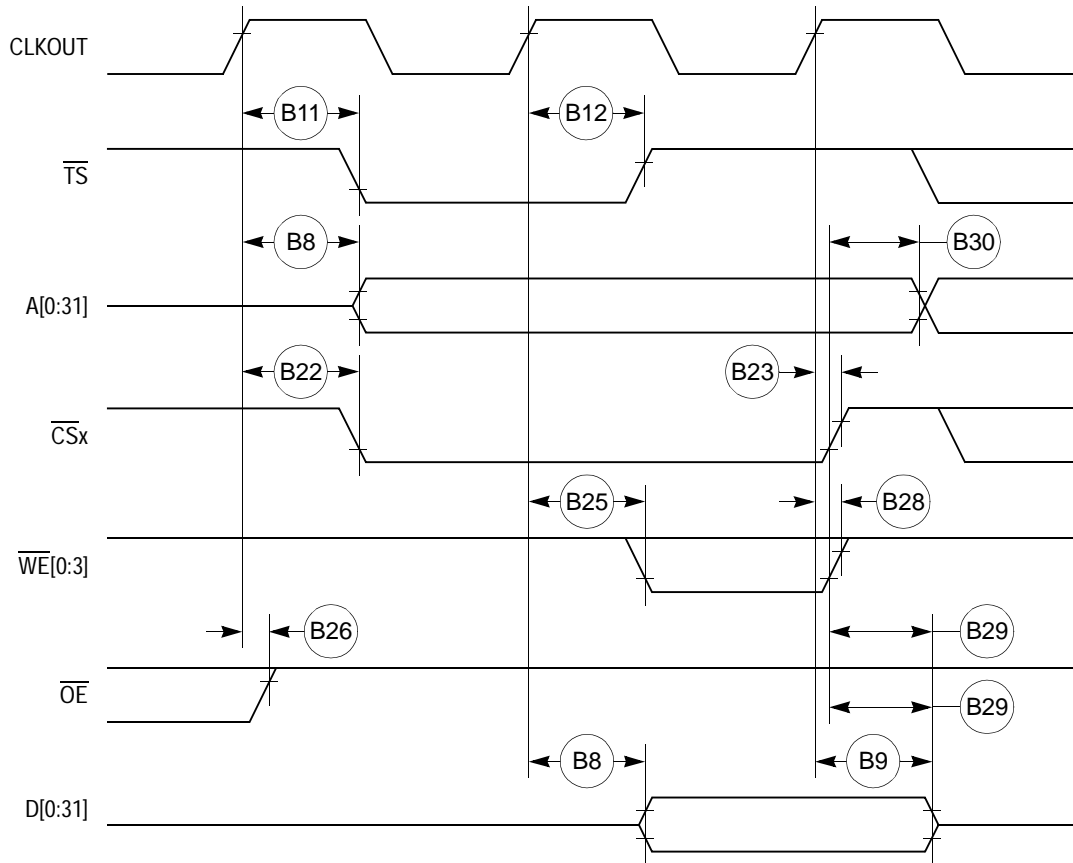 CLKOUT
B11
B12
TS
B8
B30
A[0:31]
B22
B23
CSx
B25
B28
WE[0:3]
B26
B29
OE
B29
B8
B9
D[0:31]